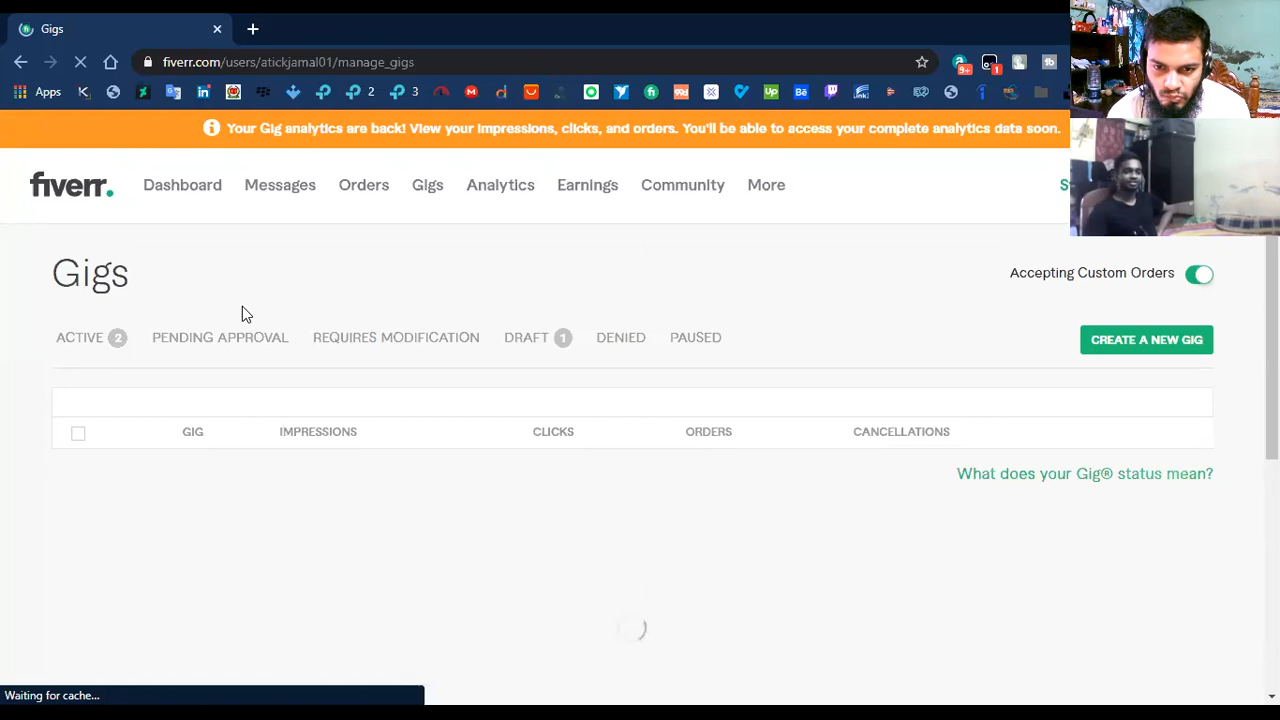 Gigs
fiverr.com/users/atickjamal01/manage_gigs
9+
1
Apps
2
3
Up
Your Gig analytics are back! View your impressions, clicks, and orders. You'll be able to access your complete analytics data soon.
fiverr.
Dashboard
Messages
Orders
Gigs
Analytics
Earnings
Community
More
S
Gigs
Accepting Custom Orders
ACTIVE 2
PENDING APPROVAL
REQUIRES MODIFICATION
DRAFT 1
DENIED
PAUSED
CREATE A NEW GIG
GIG
IMPRESSIONS
CLICKS
ORDERS
CANCELLATIONS
What does your Gig® status mean?
Waiting for cache...